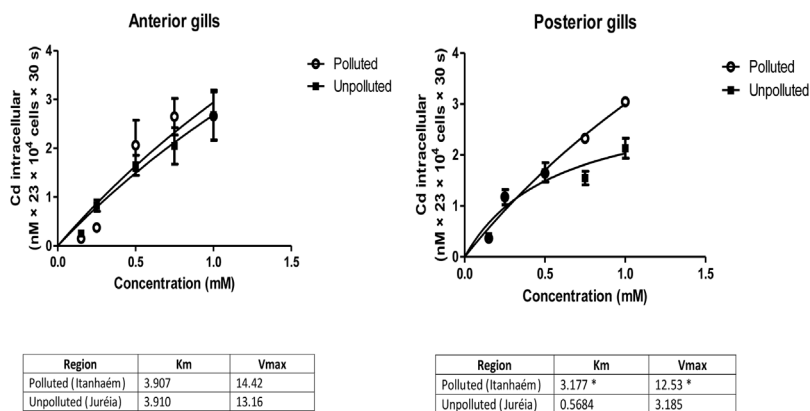 Anterior gills
Cd intracellular
(nM × 23 × 10⁴ cells × 30 s)
4
3
2
1
0
0.0 0.5 1.0 1.5
Concentration (mM)
Polluted
Unpolluted
Posterior gills
Cd intracellular
(nM × 23 × 10⁴ cells × 30 s)
4
3
2
1
0
0.0 0.5 1.0 1.5
Concentration (mM)
Polluted
Unpolluted
Region Km Vmax
Polluted (Itanhaém) 3.907 14.42
Unpolluted (Juréia) 3.910 13.16
Region Km Vmax
Polluted (Itanhaém) 3.177 * 12.53 *
Unpolluted (Juréia) 0.5684 3.185